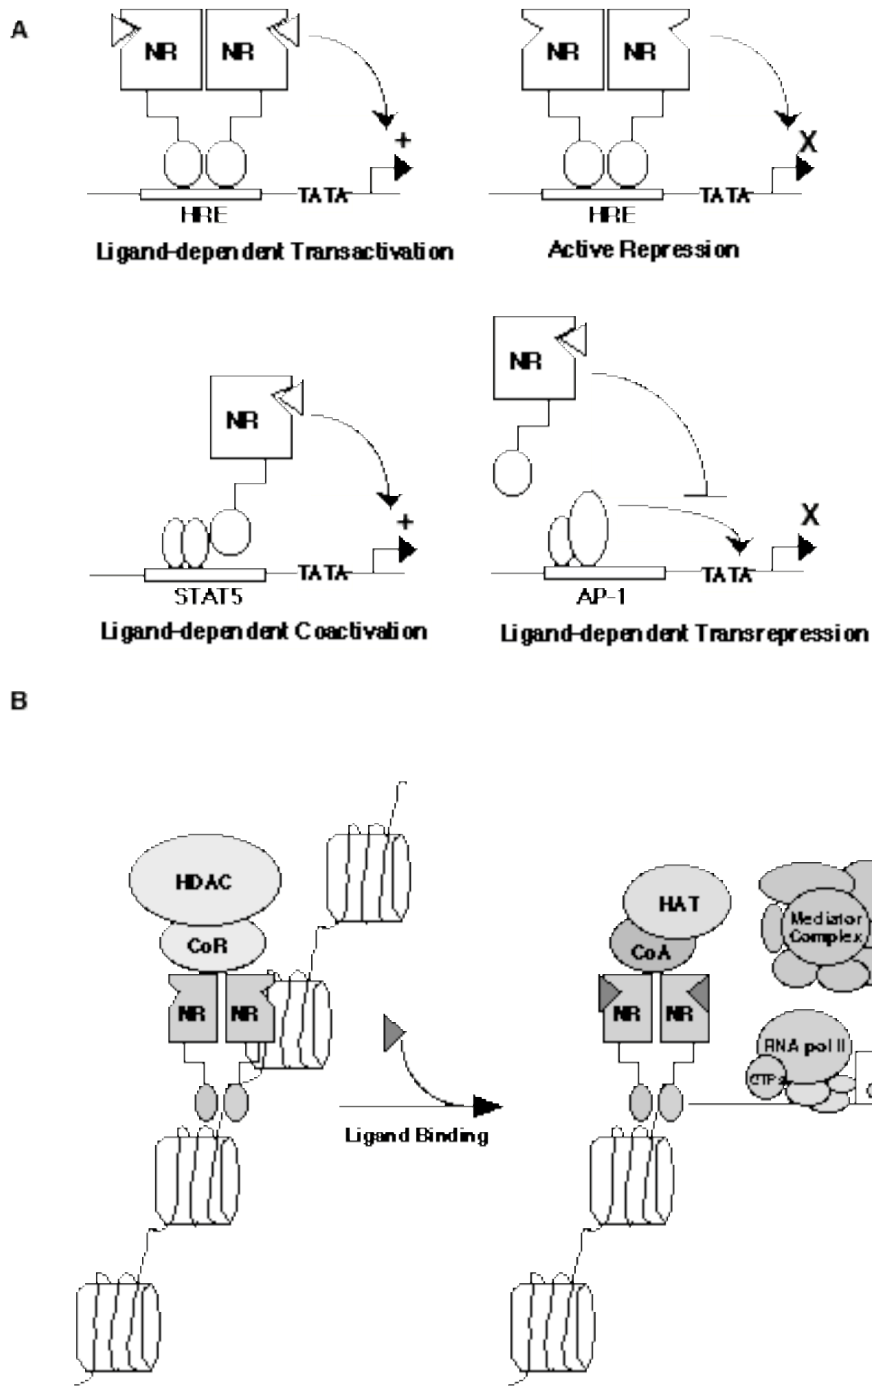 A
NR NR
+
TATA
HRE
Ligand-dependent Transactivation
NR NR
X
TATA
HRE
Active Repression
NR
+
TATA
STAT5
Ligand-dependent Coactivation
NR
X
TATA
AP-1
Ligand-dependent Transrepression
B
HDAC
CoR
NR NR
Ligand Binding
HAT
CoA
NR NR
Mediator
Complex
RNA pol II
GTFs